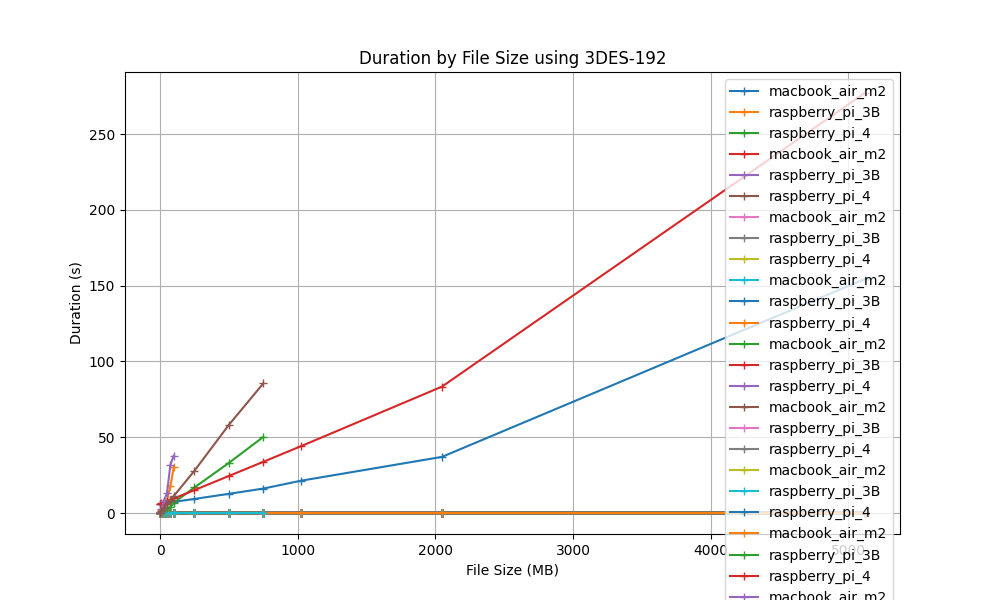 Duration by File Size using 3DES-192
Duration (s)
250
200
150
100
50
0
0
1000
2000
3000
4000
5000
File Size (MB)
macbook_air_m2
raspberry_pi_3B
raspberry_pi_4
macbook_air_m2
raspberry_pi_3B
raspberry_pi_4
macbook_air_m2
raspberry_pi_3B
raspberry_pi_4
macbook_air_m2
raspberry_pi_3B
raspberry_pi_4
macbook_air_m2
raspberry_pi_3B
raspberry_pi_4
macbook_air_m2
raspberry_pi_3B
raspberry_pi_4
macbook_air_m2
raspberry_pi_3B
raspberry_pi_4
macbook_air_m2
raspberry_pi_3B
raspberry_pi_4
macbook_air_m2